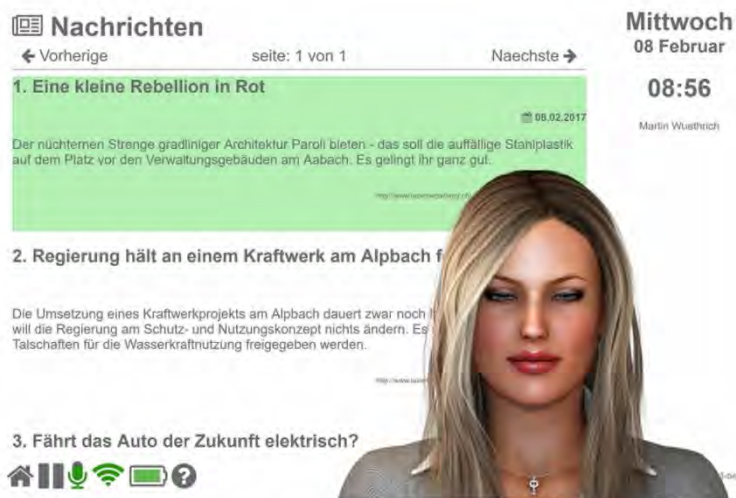 Nachrichten
Vorherige
seite: 1 von 1
Naechste
Mittwoch
08 Februar
08:56
Martin Wuethrich
1. Eine kleine Rebellion in Rot
08.02.2017
Der nüchternen Strenge gradliniger Architektur Paroli bieten - das soll die auffällige Stahlplastik
auf dem Platz vor den Verwaltungsgebäuden am Aabach. Es gelingt ihr ganz gut.
2. Regierung hält an einem Kraftwerk am Alpbach f
Die Umsetzung eines Kraftwerkprojekts am Alpbach dauert zwar noch
will die Regierung am Schutz- und Nutzungskonzept nichts ändern. Es
Talschaften für die Wasserkraftnutzung freigegeben werden.
3. Fährt das Auto der Zukunft elektrisch?